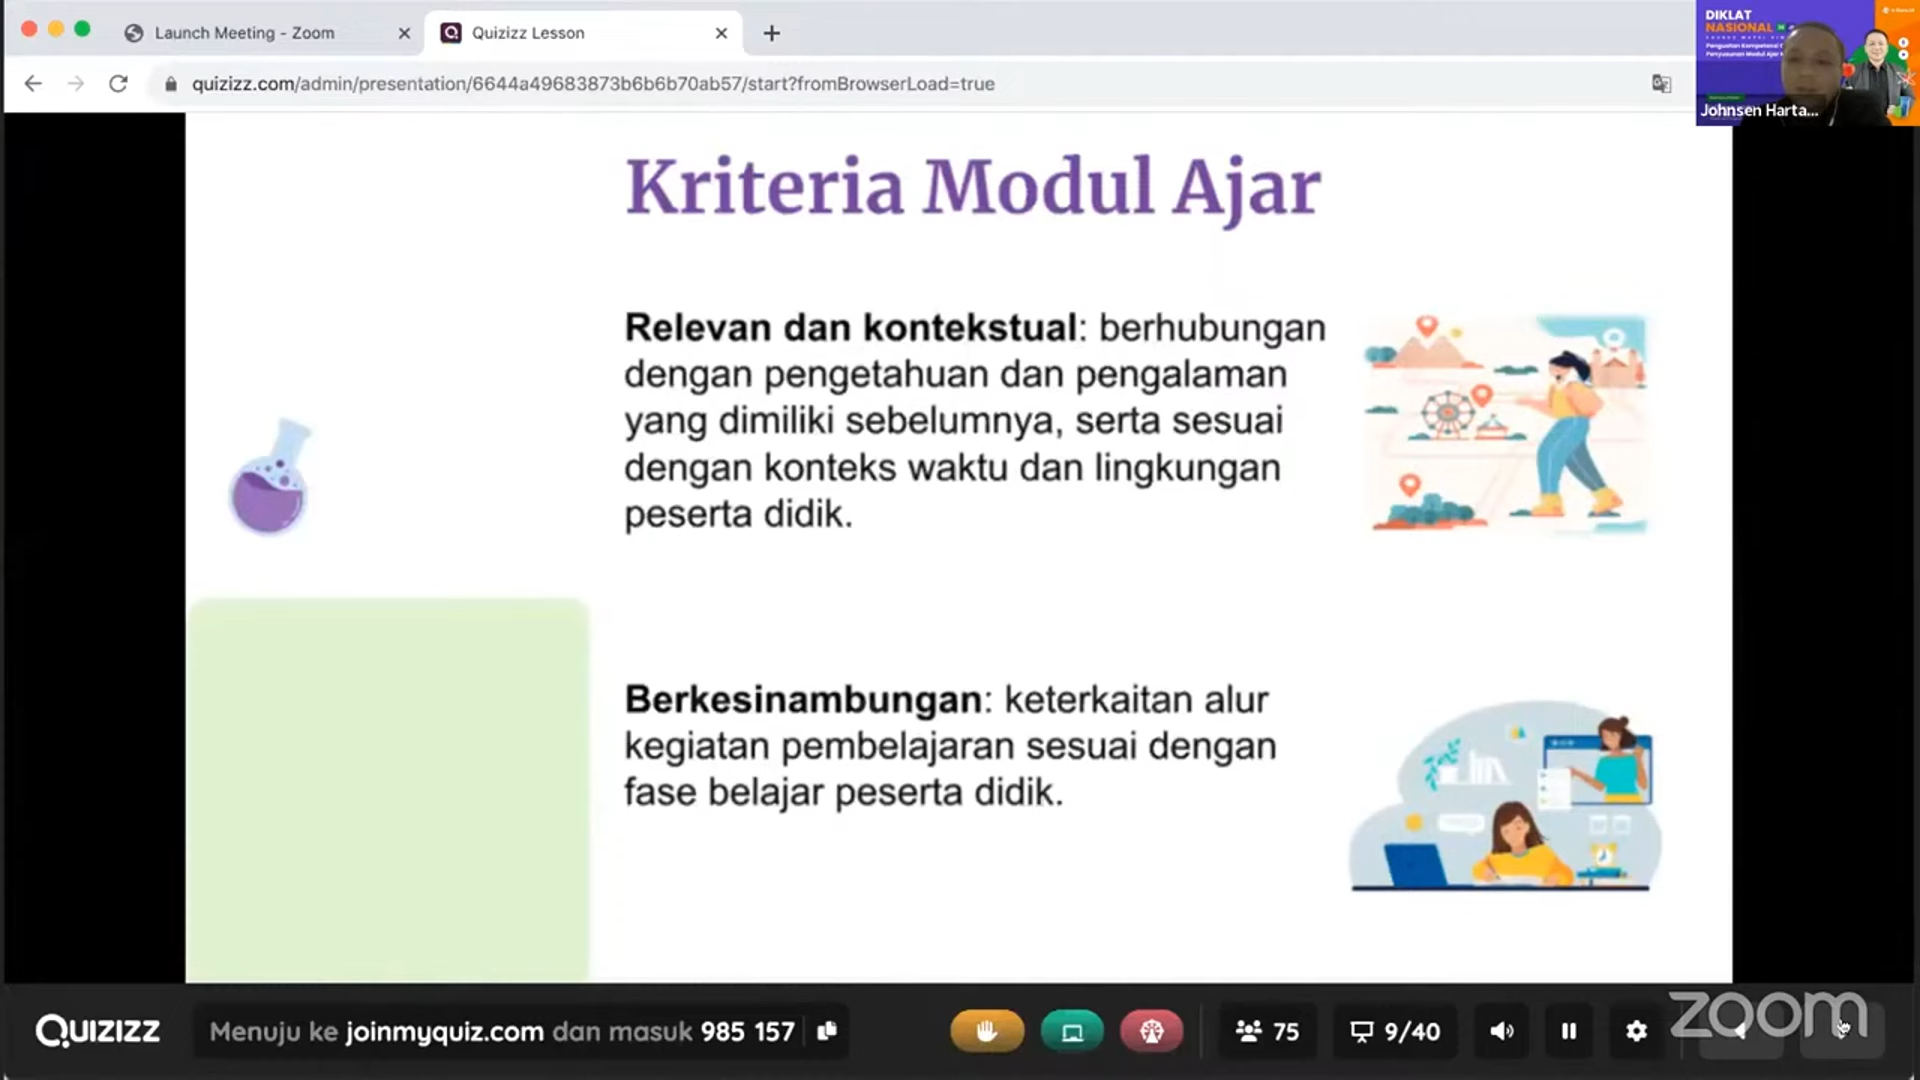 Launch Meeting - Zoom
Quizizz Lesson
quizizz.com/admin/presentation/6644a49683873b6b6b70ab57/start?fromBrowserLoad=true
DIKLAT
NASIONAL
Johnsen Harta...
Kriteria Modul Ajar
Relevan dan kontekstual: berhubungan
dengan pengetahuan dan pengalaman
yang dimiliki sebelumnya, serta sesuai
dengan konteks waktu dan lingkungan
peserta didik.
Berkesinambungan: keterkaitan alur
kegiatan pembelajaran sesuai dengan
fase belajar peserta didik.
QUIZIZZ
Menuju ke joinmyquiz.com dan masuk 985 157
75
9/40
zoom